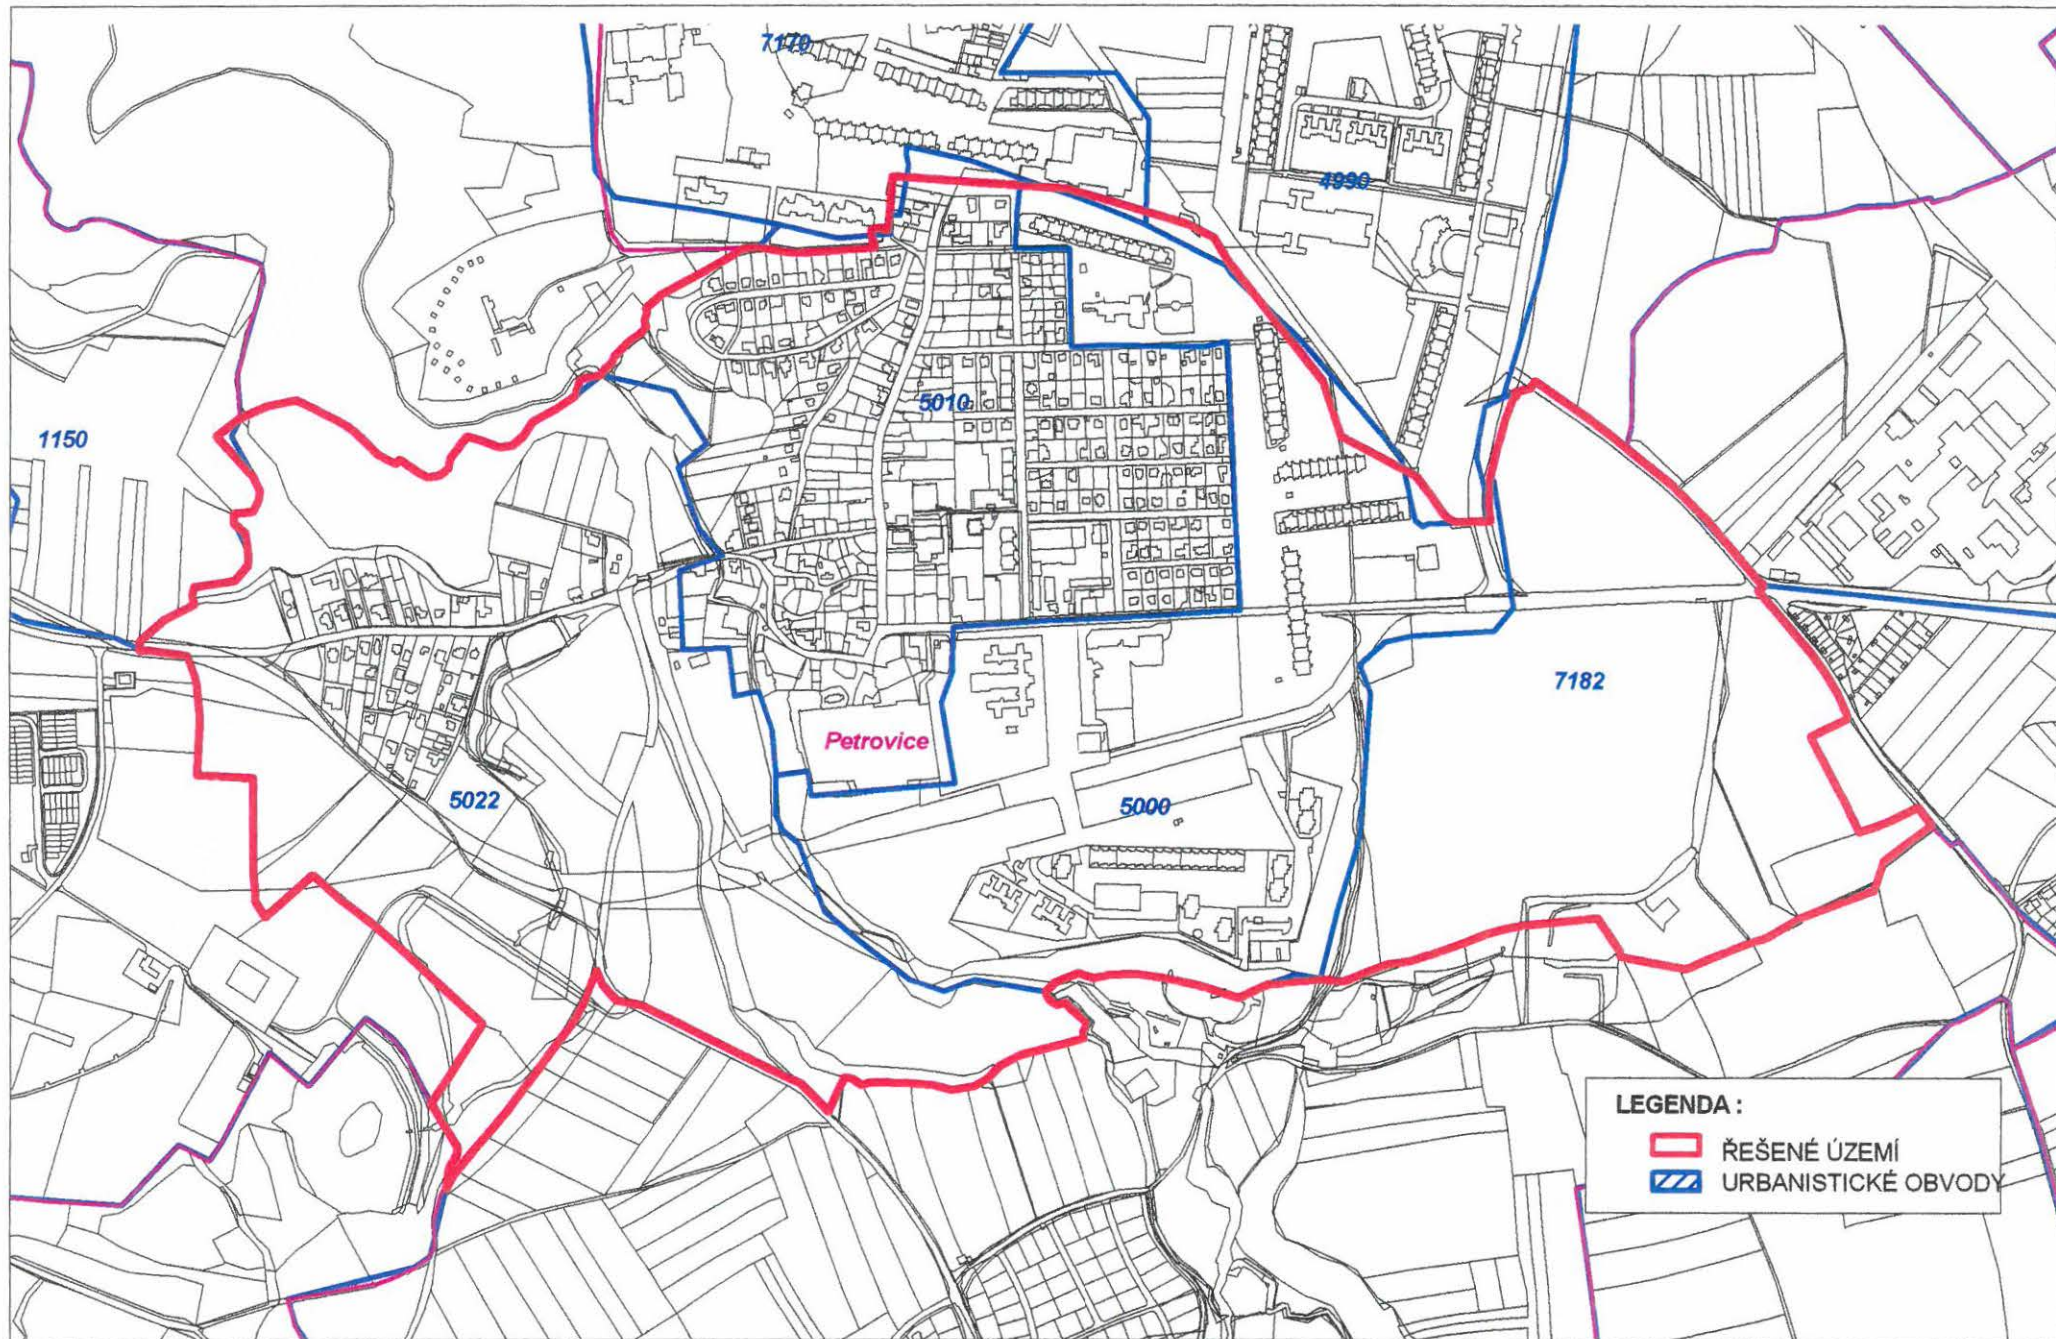 7170
4990
5010
1150
7182
Petrovice
5022
5000
LEGENDA :
ŘEŠENÉ ÚZEMÍ
URBANISTICKÉ OBVODY